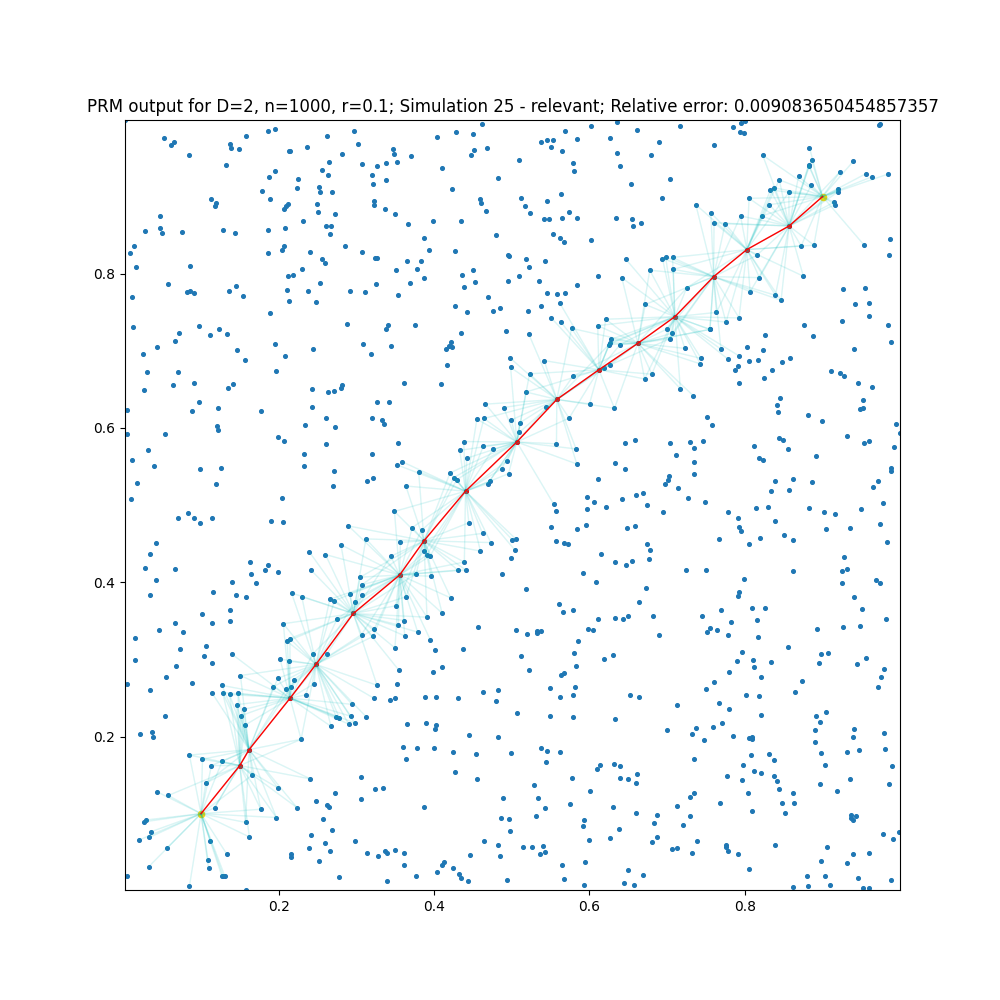 PRM output for D=2, n=1000, r=0.1; Simulation 25 - relevant; Relative error: 0.009083650454857357
0.8
0.6
0.4
0.2
0.2 0.4 0.6 0.8